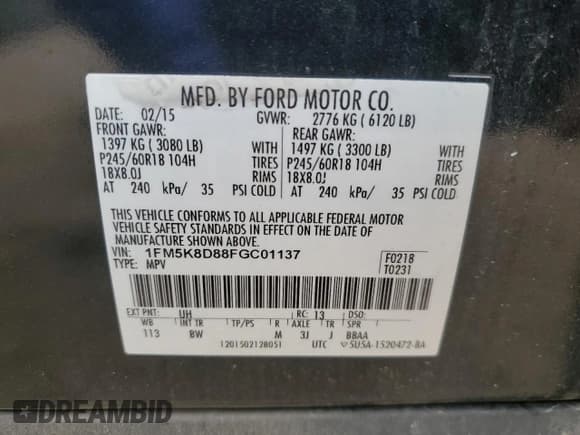 MFD. BY FORD MOTOR CO.
DATE: 02/15 GVWR: 2776 KG ( 6120 LB)
FRONT GAWR: REAR GAWR:
1397 KG ( 3080 LB) WITH 1497 KG ( 3300 LB) WITH
P245/60R18 104H TIRES P245/60R18 104H TIRES
18X8.0J RIMS 18X8.0J RIMS
AT 240 kPa/ 35 PSI COLD AT 240 kPa/ 35 PSI COLD
THIS VEHICLE CONFORMS TO ALL APPLICABLE FEDERAL MOTOR
VEHICLE SAFETY STANDARDS IN EFFECT ON THE DATE OF
MANUFACTURE SHOWN ABOVE.
VIN: 1FM5K8D88FGC01137 F0218
TYPE: MPV T0231
EXT PNT: UH RC: 13 DSO:
WB INT TR TP/PS R AXLE TR SPR
113 BW M 3J J BBAA
1201502128051 UTC 5U5A-1520472-BA
DREAMBID